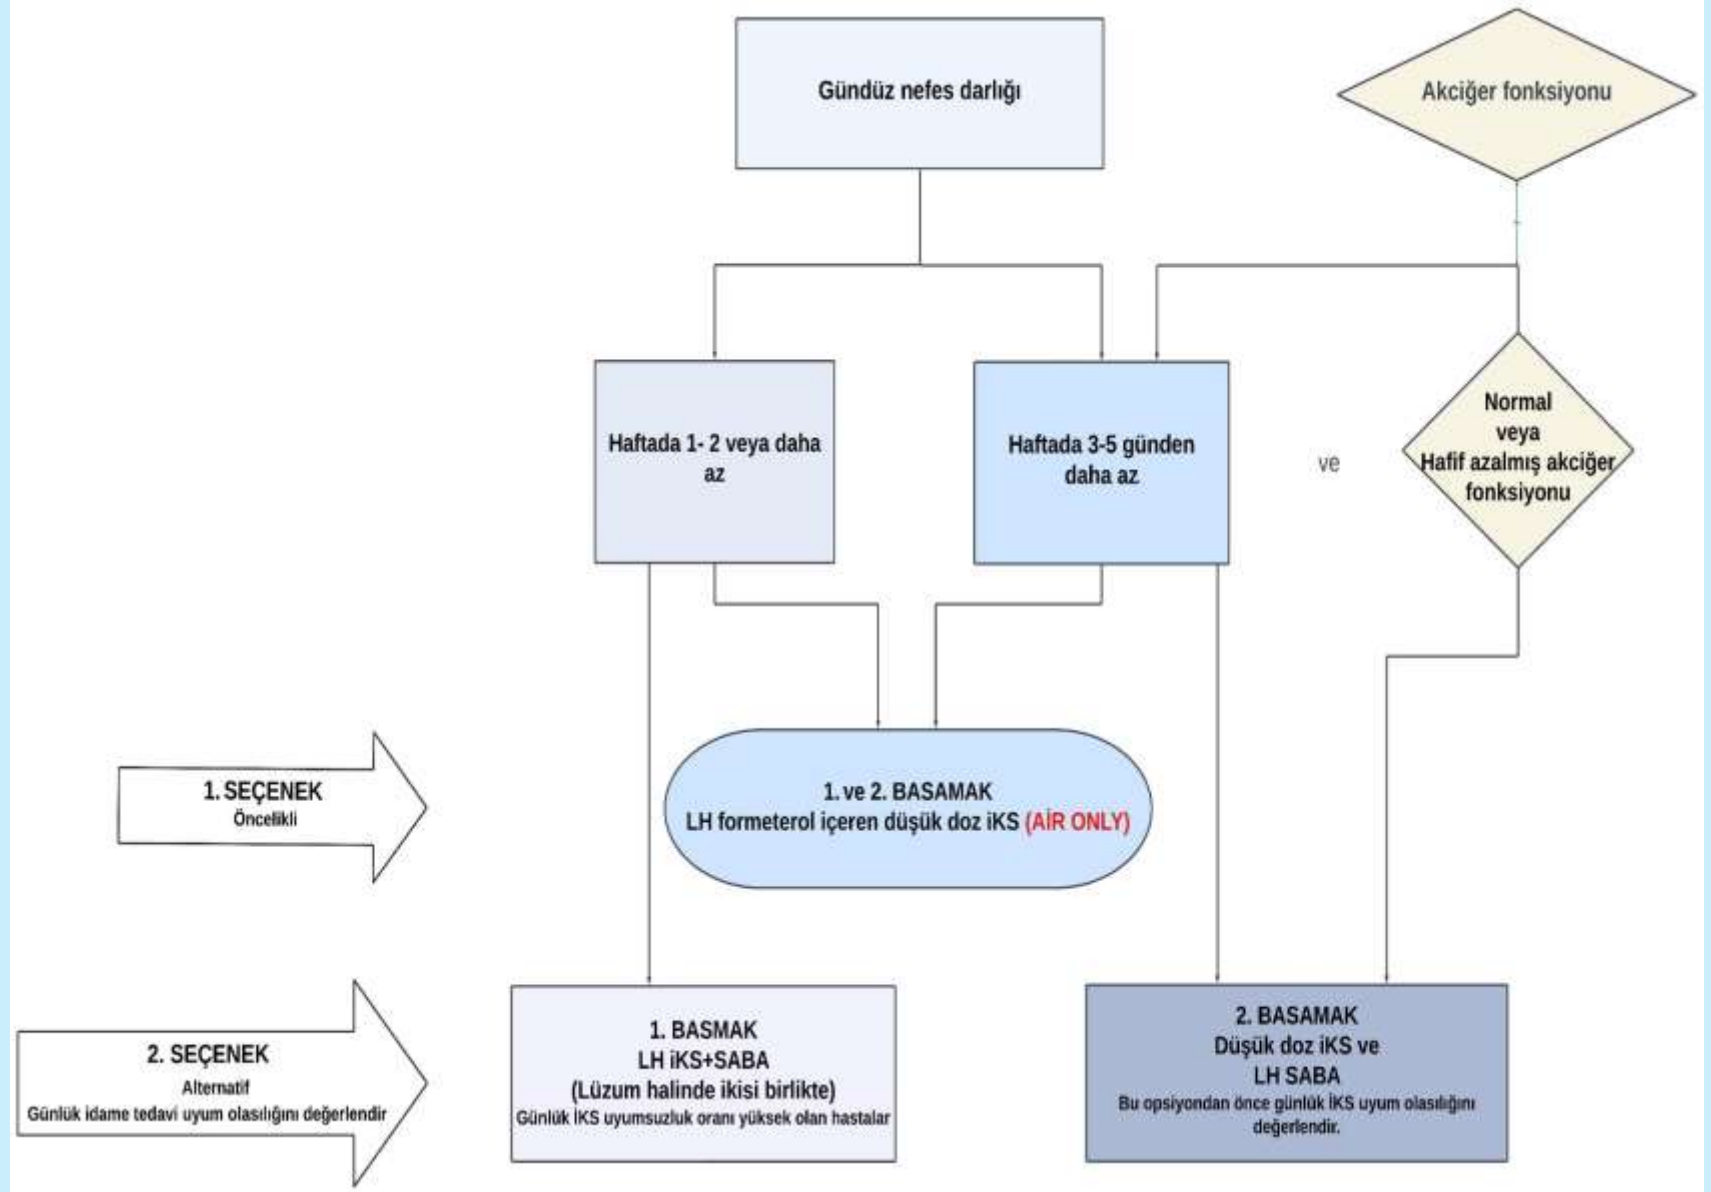 Gündüz nefes darlığı
Akciğer fonksiyonu
Haftada 1- 2 veya daha
az
Haftada 3-5 günden
daha az
ve
Normal
veya
Hafif azalmış akciğer
fonksiyonu
1. SEÇENEK
Öncelikli
1. ve 2. BASAMAK
LH formeterol içeren düşük doz iKS (AİR ONLY)
2. SEÇENEK
Alternatif
Günlük idame tedavi uyum olasılığını değerlendir
1. BASMAK
LH iKS+SABA
(Lüzum halinde ikisi birlikte)
Günlük İKS uyumsuzluk oranı yüksek olan hastalar
2. BASAMAK
Düşük doz iKS ve
LH SABA
Bu opsiyondan önce günlük İKS uyum olasılığını
değerlendir.